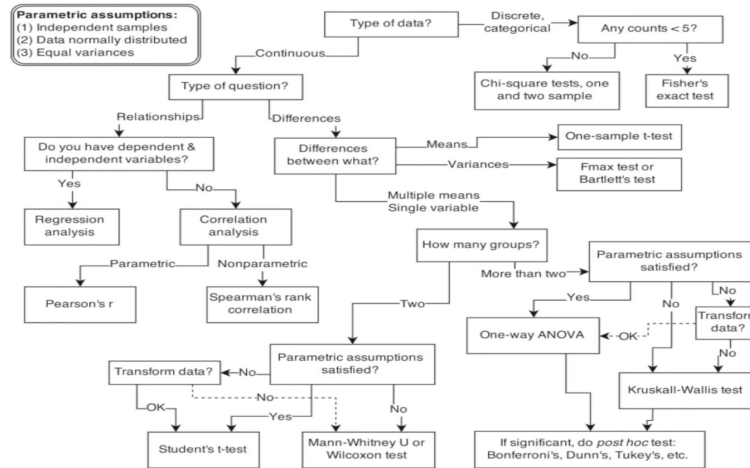 Parametric assumptions:
(1) Independent samples
(2) Data normally distributed
(3) Equal variances
Type of data?
Discrete,
categorical
Any counts < 5?
Continuous
No
Yes
Type of question?
Chi-square tests, one
and two sample
Fisher's
exact test
Relationships
Differences
Do you have dependent &
independent variables?
Differences
between what?
Means
One-sample t-test
Variances
Fmax test or
Bartlett's test
Yes
No
Multiple means
Single variable
Regression
analysis
Correlation
analysis
How many groups?
Parametric assumptions
satisfied?
Parametric
Nonparametric
More than two
Pearson's r
Spearman's rank
correlation
Two
Yes
No
No
Transform
data?
One-way ANOVA
OK
No
Transform data?
No
Parametric assumptions
satisfied?
Kruskall-Wallis test
OK
No
Yes
No
Student's t-test
Mann-Whitney U or
Wilcoxon test
If significant, do post hoc test:
Bonferroni's, Dunn's, Tukey's, etc.